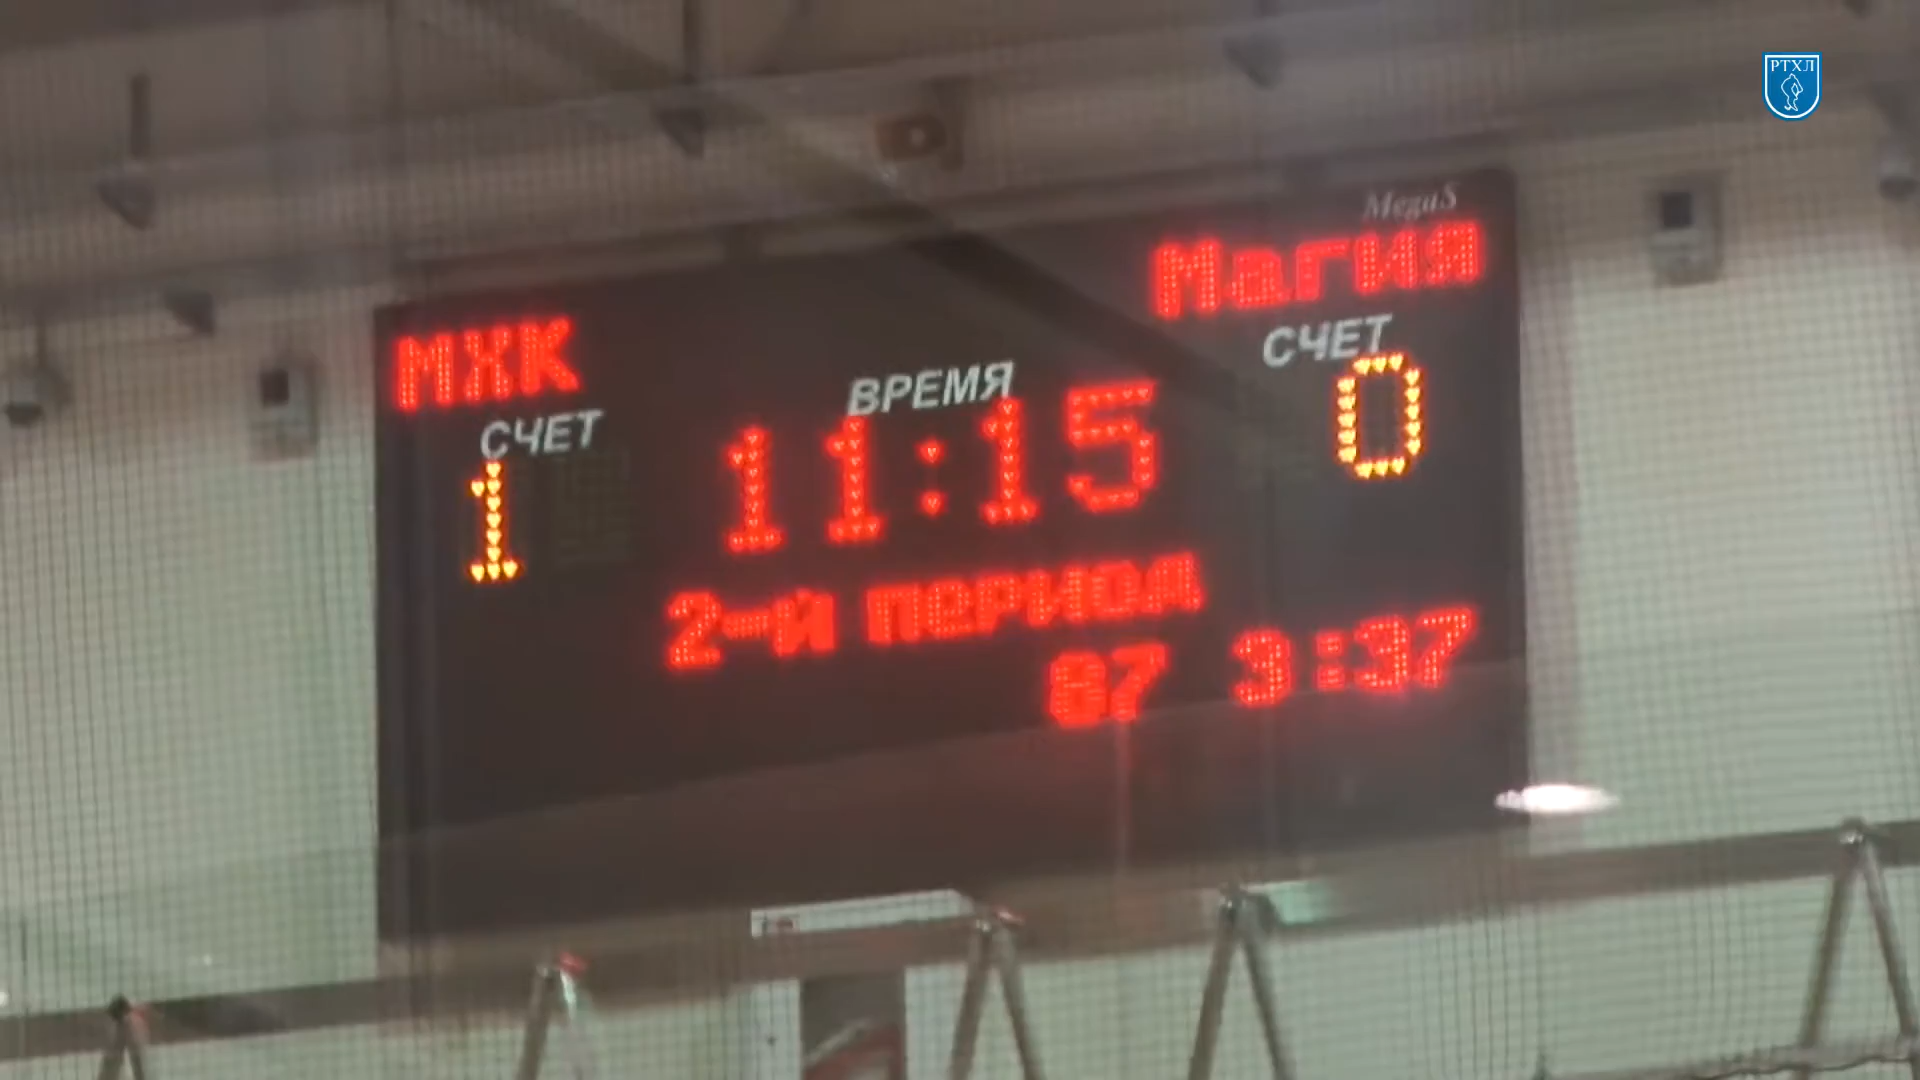 РТХЛ
MegaS
МХК Магия
СЧЕТ ВРЕМЯ СЧЕТ
1 11:15 0
2-й период
87 3:37